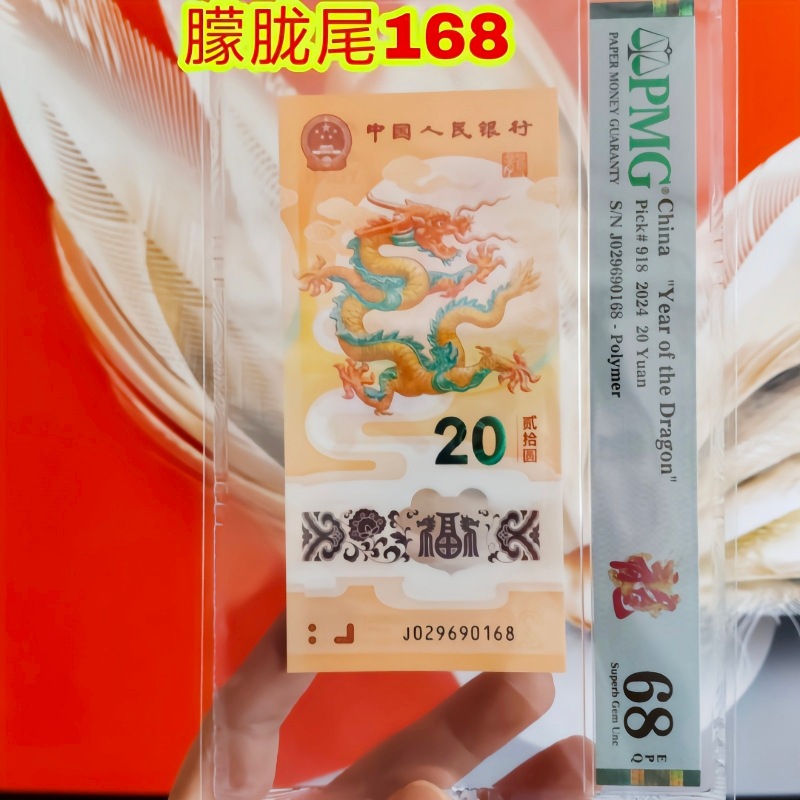 朦胧尾168
中国人民银行
20
贰拾圆
福
J029690168
PMG
PAPER MONEY GUARANTY
China "Year of the Dragon"
Pick# 918 2024 20 Yuan
S/N J029690168 - Polymer
龙
68
EPQ
Superb Gem Unc